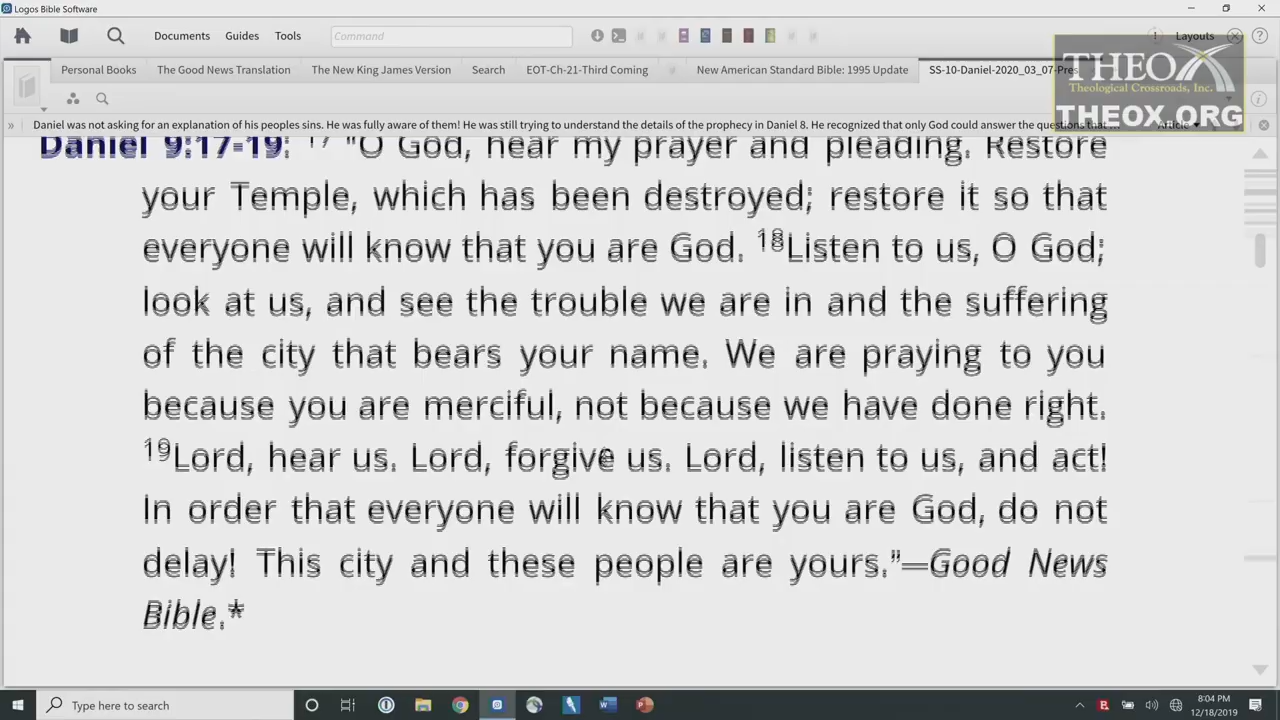 Logos Bible Software
Documents Guides Tools Command Layouts
Personal Books The Good News Translation The New King James Version Search EOT-Ch-21-Third Coming New American Standard Bible: 1995 Update SS-10-Daniel-2020_03_07-Pres
THEOX
Theological Crossroads, Inc.
THEOX.ORG
» Daniel was not asking for an explanation of his peoples sins. He was fully aware of them! He was still trying to understand the details of the prophecy in Daniel 8. He recognized that only God could answer the questions that ... Article
Daniel 9:17-19: 17 "O God, hear my prayer and pleading. Restore
your Temple, which has been destroyed; restore it so that
everyone will know that you are God. 18Listen to us, O God;
look at us, and see the trouble we are in and the suffering
of the city that bears your name. We are praying to you
because you are merciful, not because we have done right.
19Lord, hear us. Lord, forgive us. Lord, listen to us, and act!
In order that everyone will know that you are God, do not
delay! This city and these people are yours."—Good News
Bible.*
Type here to search
8:04 PM
12/18/2019